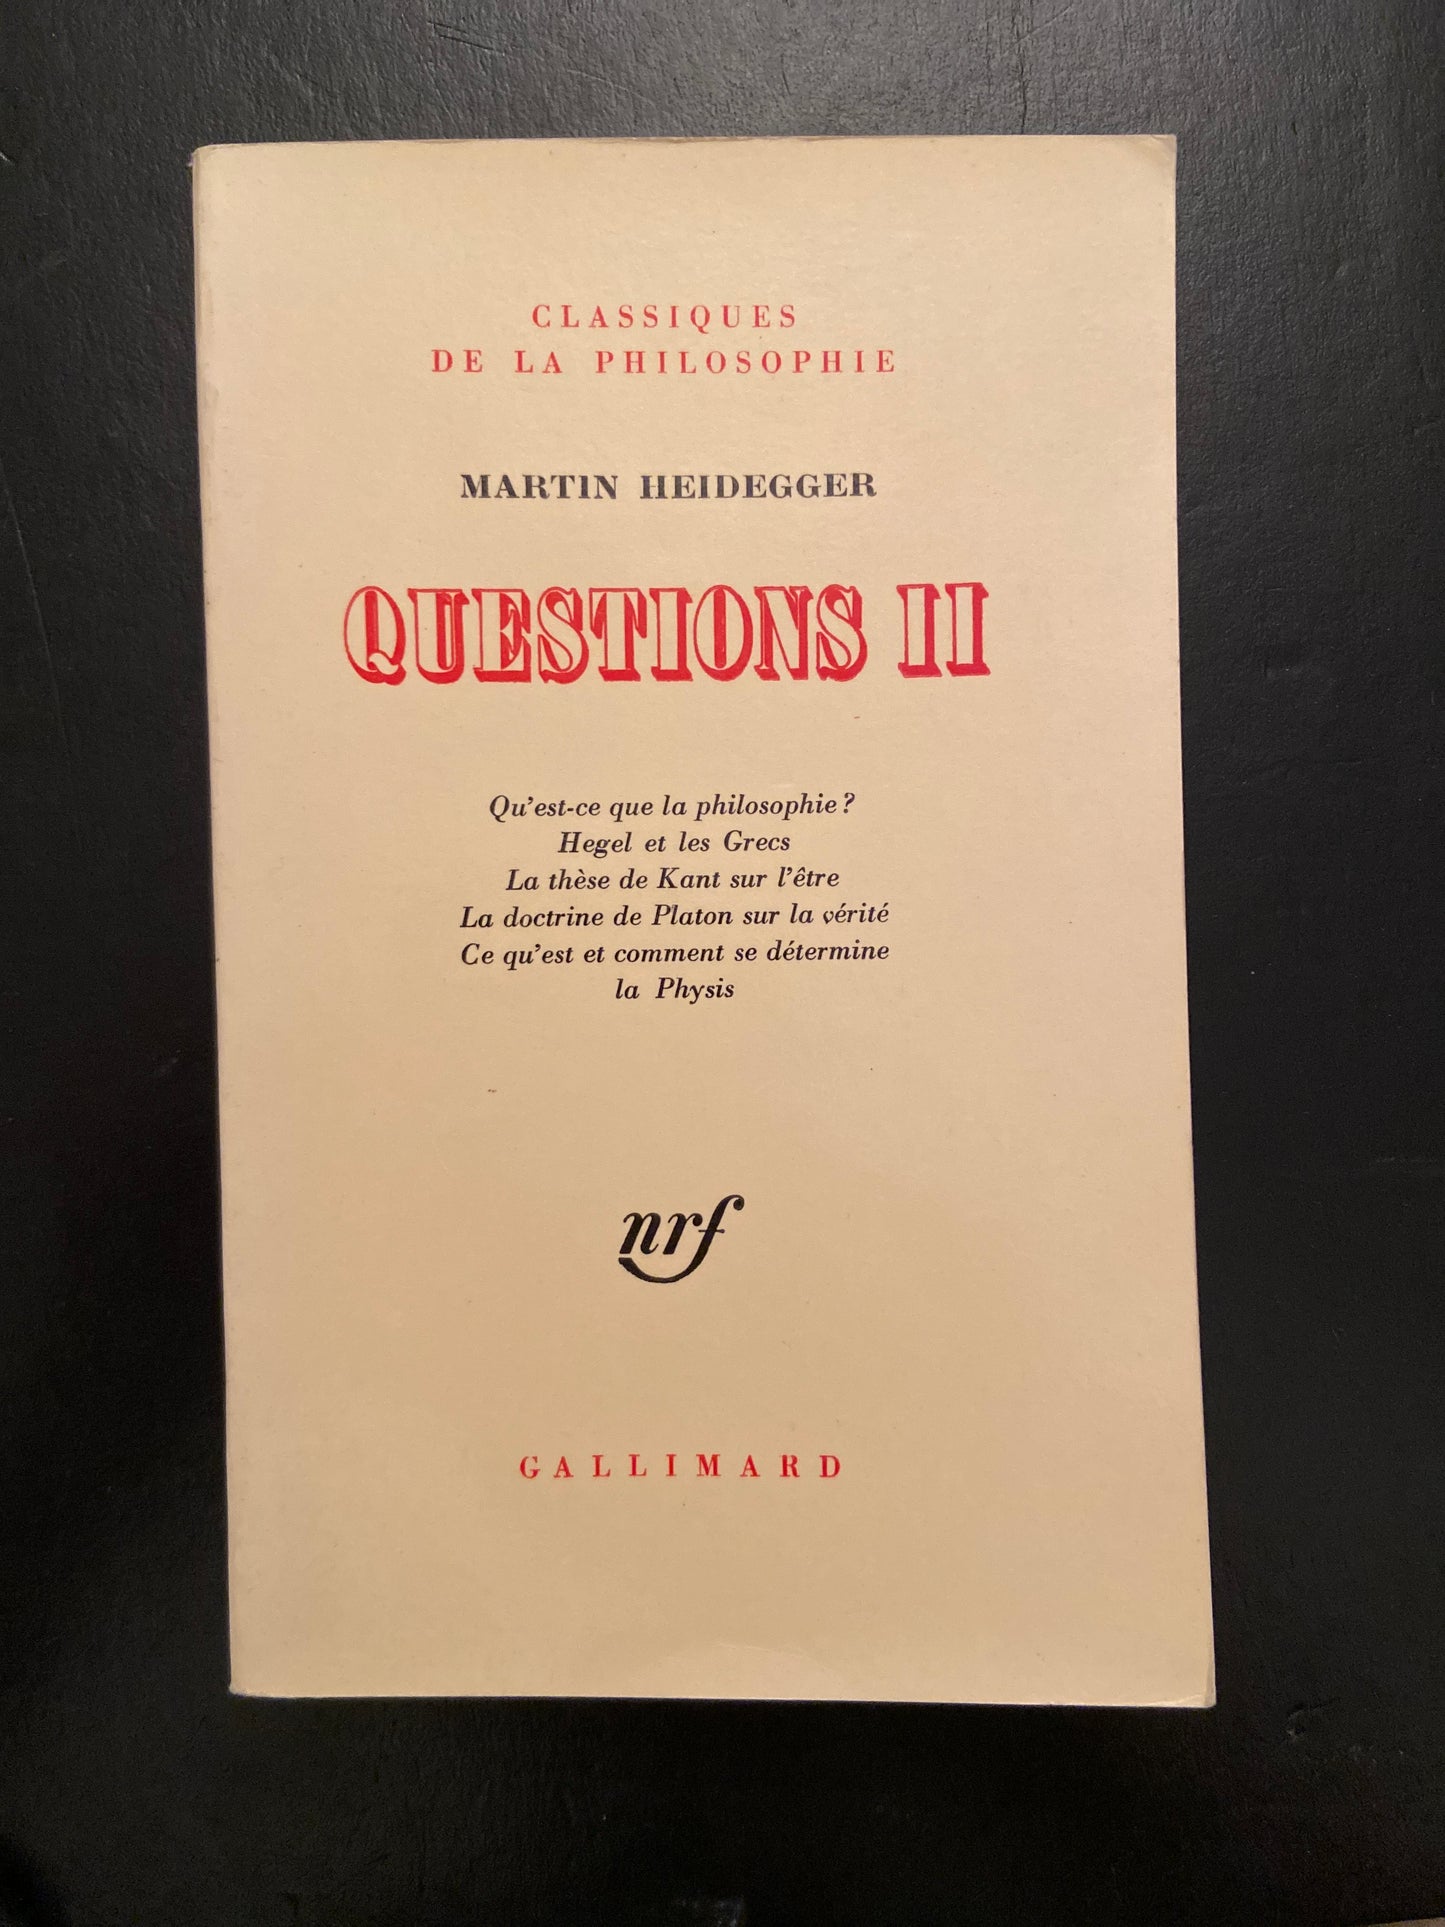 CLASSIQUES
DE LA PHILOSOPHIE
MARTIN HEIDEGGER
QUESTIONS II
Qu'est-ce que la philosophie ?
Hegel et les Grecs
La thèse de Kant sur l'être
La doctrine de Platon sur la vérité
Ce qu'est et comment se détermine
la Physis
nrf
GALLIMARD